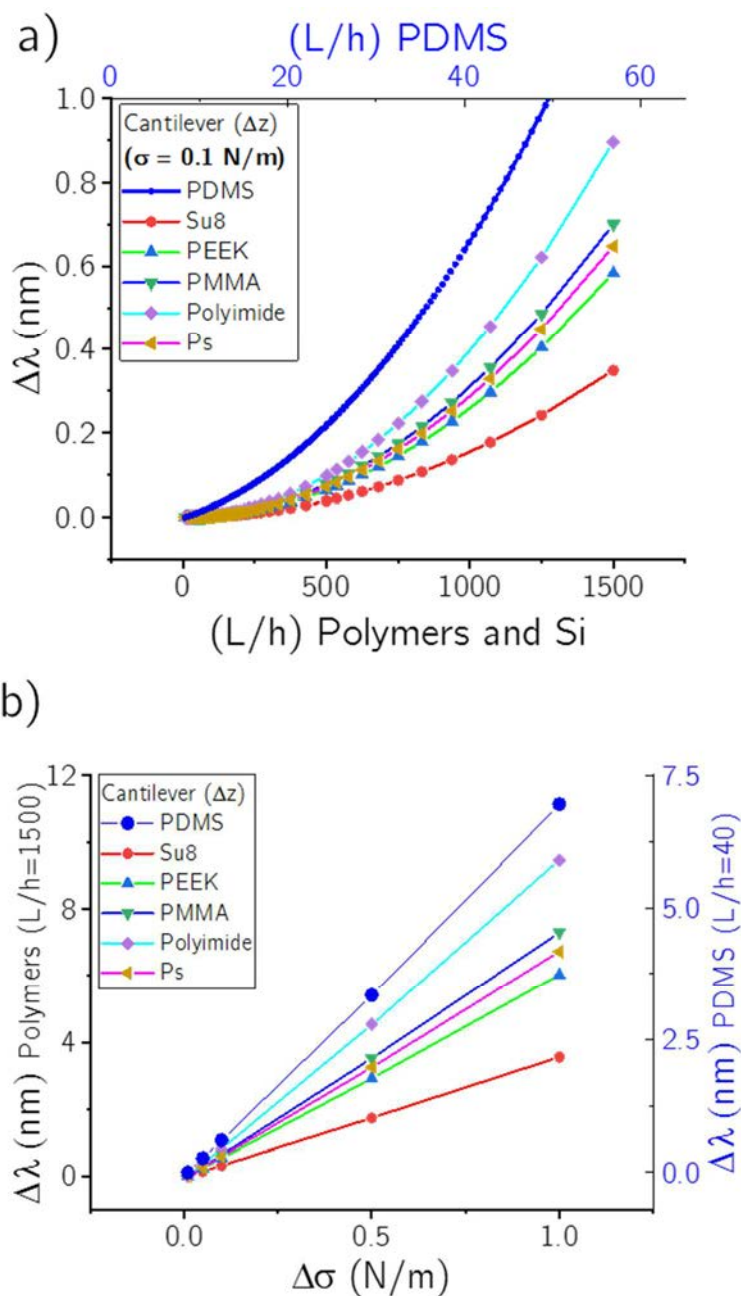 a)
(L/h) PDMS
0 20 40 60
1.0
0.8
0.6
0.4
0.2
0.0
Δλ (nm)
Cantilever (Δz)
(σ = 0.1 N/m)
PDMS
Su8
PEEK
PMMA
Polyimide
Ps
0 500 1000 1500
(L/h) Polymers and Si
b)
12
8
4
0
Δλ (nm) Polymers (L/h=1500)
Cantilever (Δz)
PDMS
Su8
PEEK
PMMA
Polyimide
Ps
7.5
5.0
2.5
0.0
Δλ (nm) PDMS (L/h=40)
0.0 0.5 1.0
Δσ (N/m)